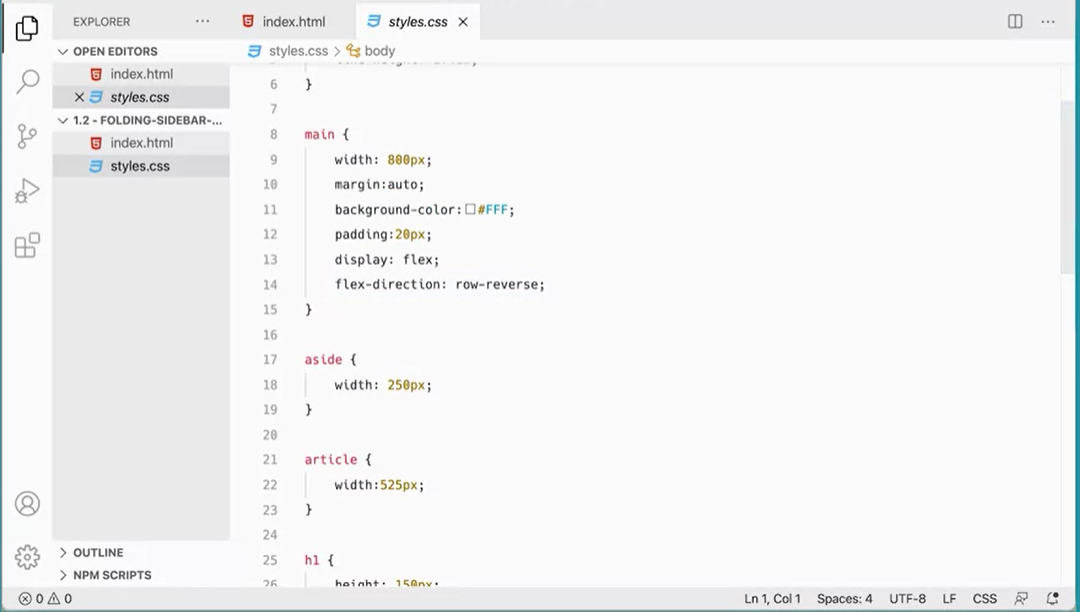 EXPLORER ···
index.html
styles.css ×
···
OPEN EDITORS
index.html
× styles.css
1.2 - FOLDING-SIDEBAR-...
index.html
styles.css
OUTLINE
NPM SCRIPTS
styles.css > body
6 }
7
8 main {
9 width: 800px;
10 margin:auto;
11 background-color:#FFF;
12 padding:20px;
13 display: flex;
14 flex-direction: row-reverse;
15 }
16
17 aside {
18 width: 250px;
19 }
20
21 article {
22 width:525px;
23 }
24
25 h1 {
26 height: 150px;
0 0
Ln 1, Col 1 Spaces: 4 UTF-8 LF CSS